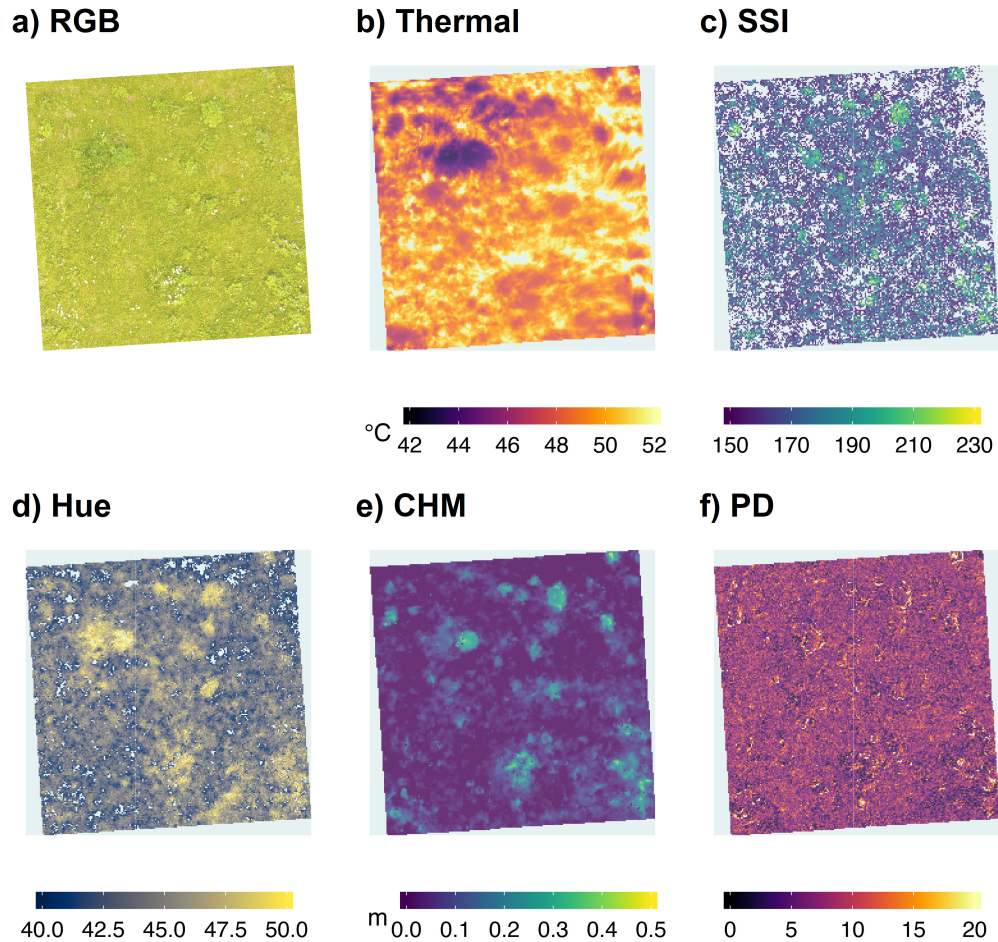 a) RGB
b) Thermal
c) SSI
°C
42 44 46 48 50 52
150 170 190 210 230
d) Hue
e) CHM
f) PD
40.0 42.5 45.0 47.5 50.0
m
0.0 0.1 0.2 0.3 0.4 0.5
0 5 10 15 20